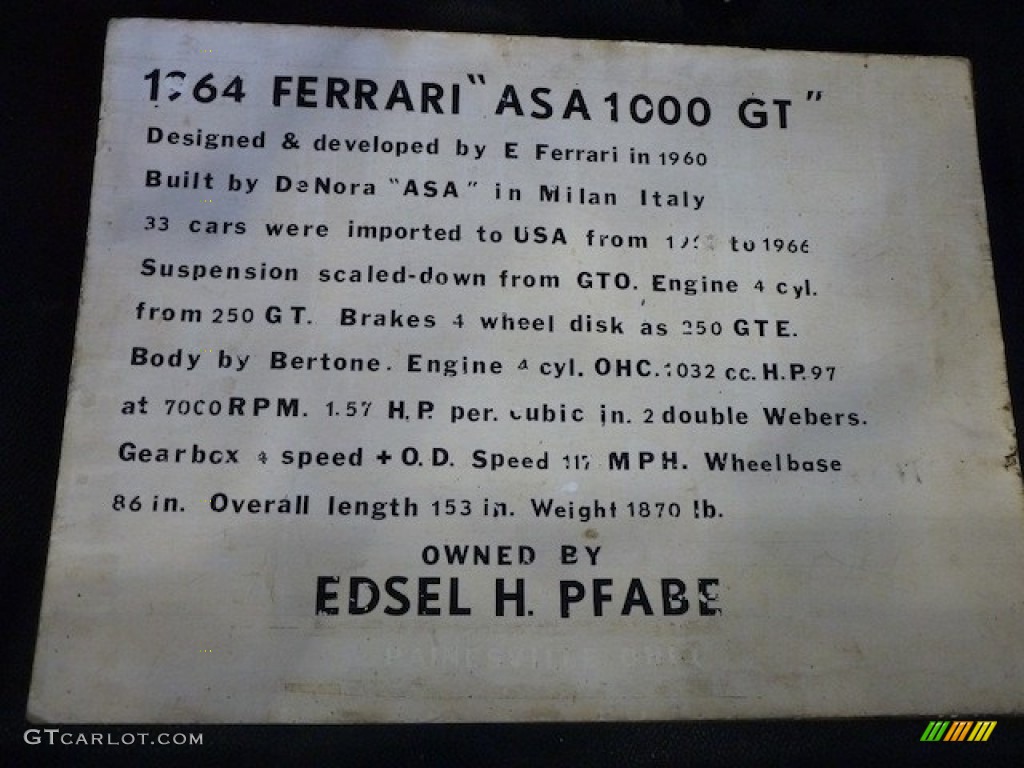 1964 FERRARI "ASA 1000 GT"
Designed & developed by E Ferrari in 1960
Built by DeNora "ASA" in Milan Italy
33 cars were imported to USA from to 1966
Suspension scaled-down from GTO. Engine 4 cyl.
from 250 GT. Brakes 4 wheel disk as 250 GTE.
Body by Bertone. Engine 4 cyl. OHC. 1032 cc. H.P. 97
at 7000 RPM. 1.57 H.P. per. cubic in. 2 double Webers.
Gearbox 4 speed + O.D. Speed 117 MPH. Wheelbase
86 in. Overall length 153 in. Weight 1870 lb.
OWNED BY
EDSEL H. PFABE
PAINESVILLE OHIO
GTCARLOT.COM